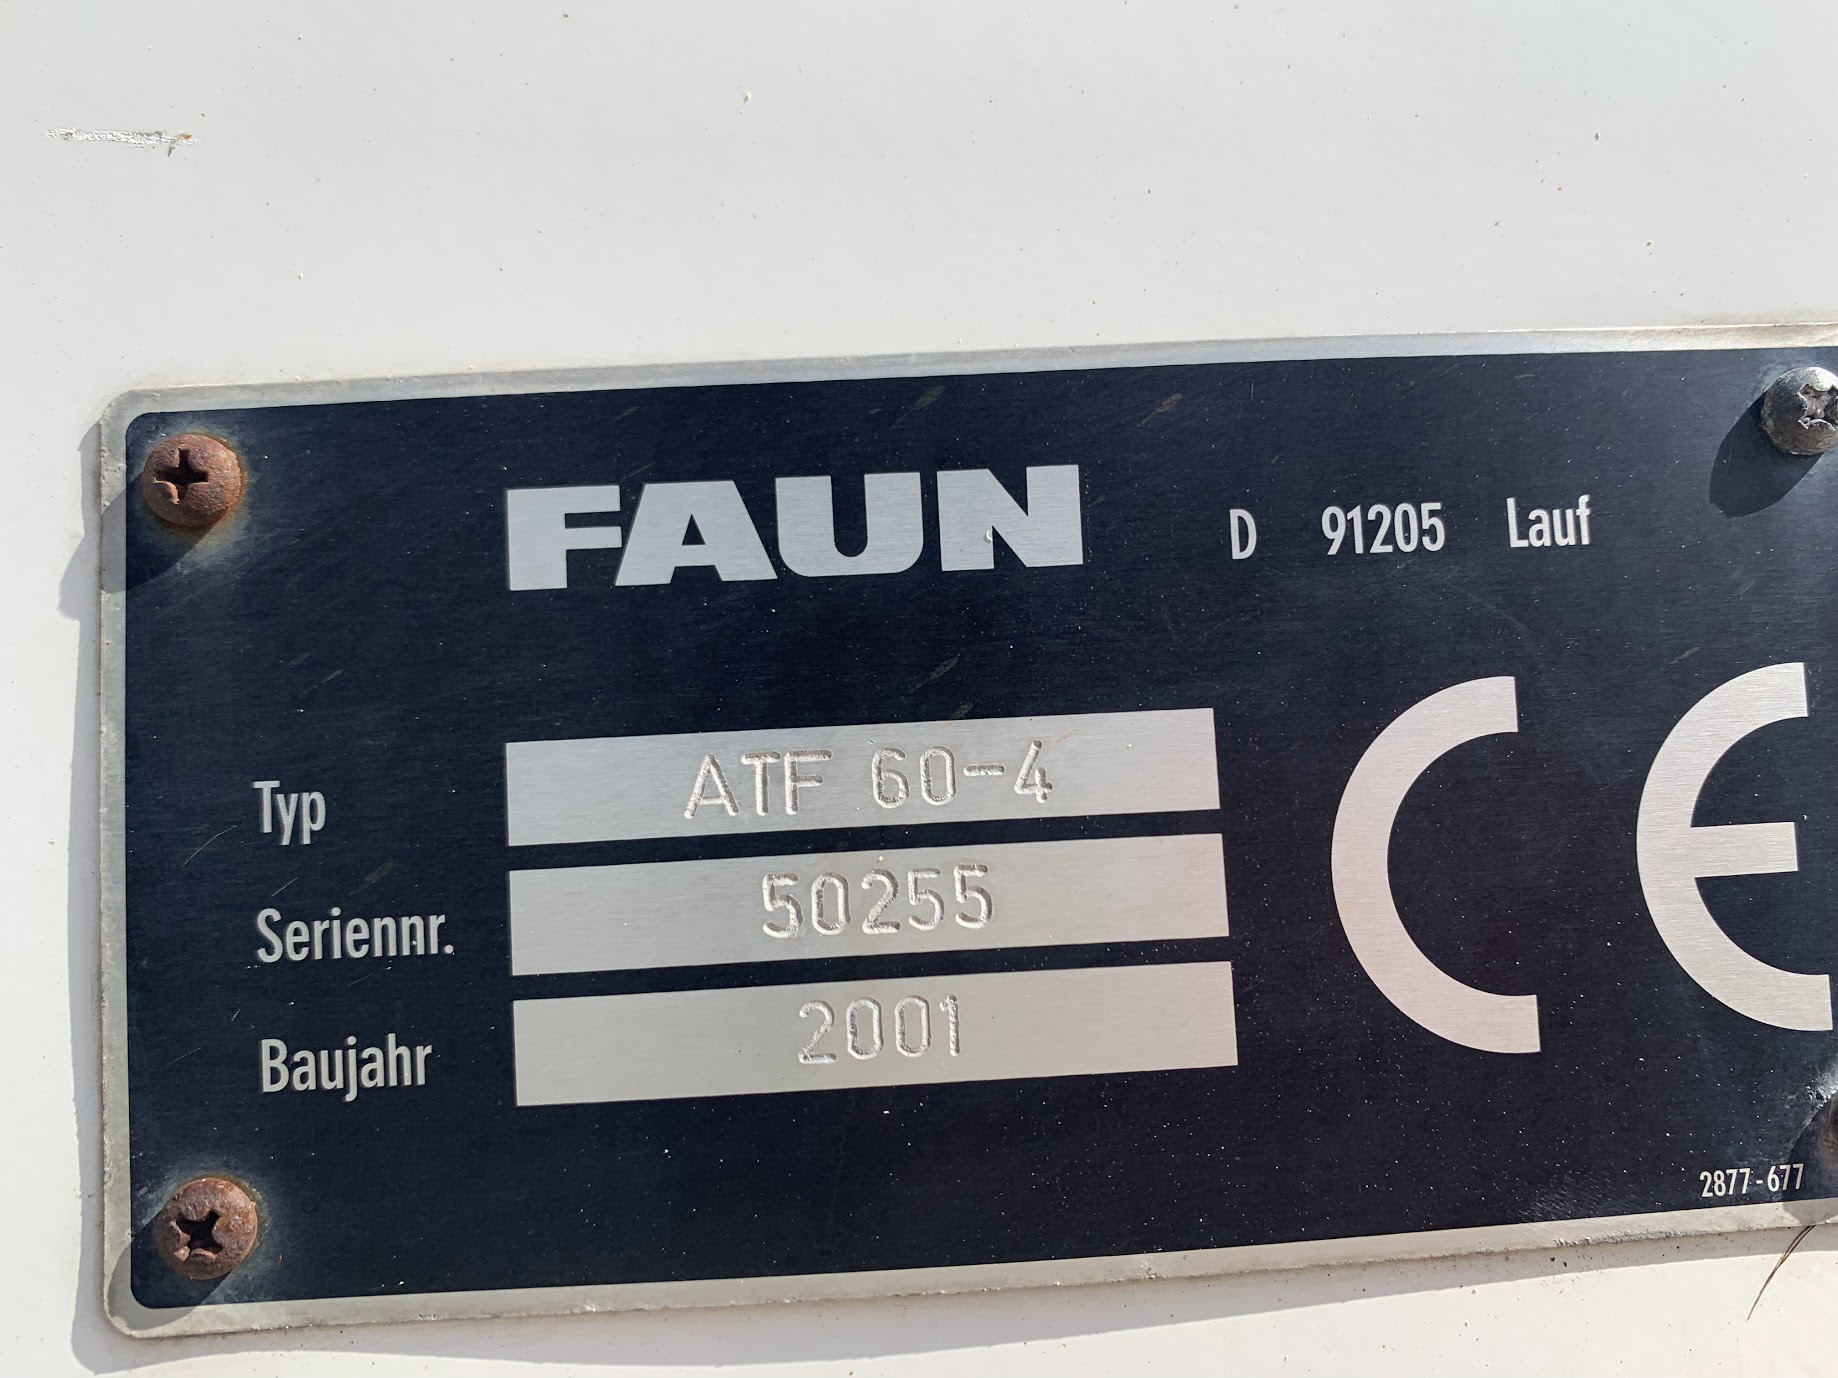 FAUN D 91205 Lauf
Typ ATF 60-4
Seriennr. 50255
Baujahr 2001
CE
2877-677